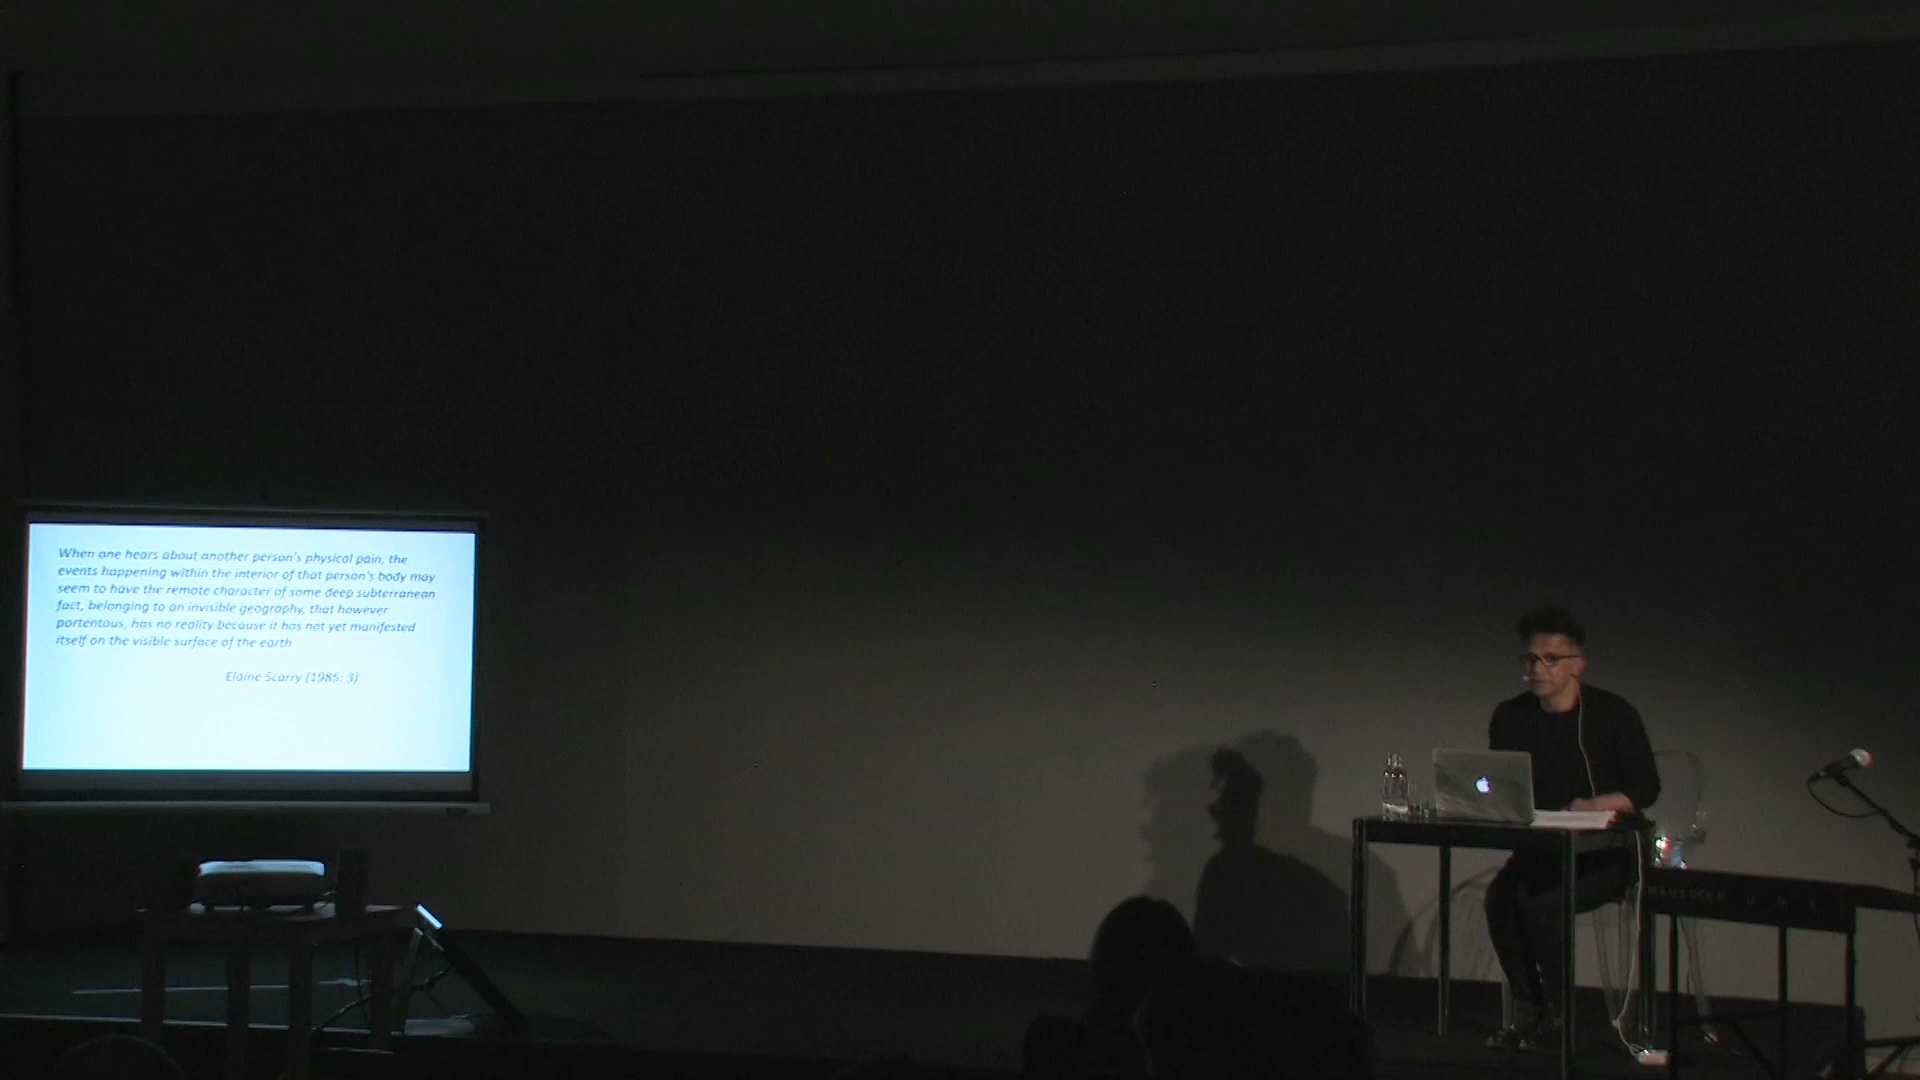 When one hears about another person's physical pain, the
events happening within the interior of that person's body may
seem to have the remote character of some deep subterranean
fact, belonging to an invisible geography, that however
portentous, has no reality because it has not yet manifested
itself on the visible surface of the earth
Elaine Scarry (1985: 3)